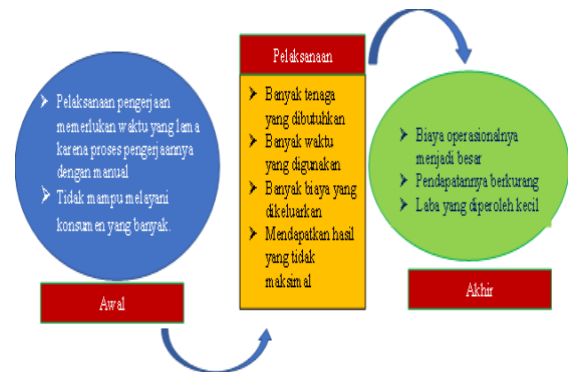 Pelaksanaan pengerjaan
memerlukan waktu yang lama
karena proses pengerjaannya
dengan manual
Tidak mampu melayani
konsumen yang banyak.
Awal
Pelaksanaan
Banyak tenaga
yang dibutuhkan
Banyak waktu
yang digunakan
Banyak biaya yang
dikeluarkan
Mendapatkan hasil
yang tidak
maksimal
Biaya operasionalnya
menjadi besar
Pendapatannya berkurang
Laba yang diperoleh kecil
Akhir